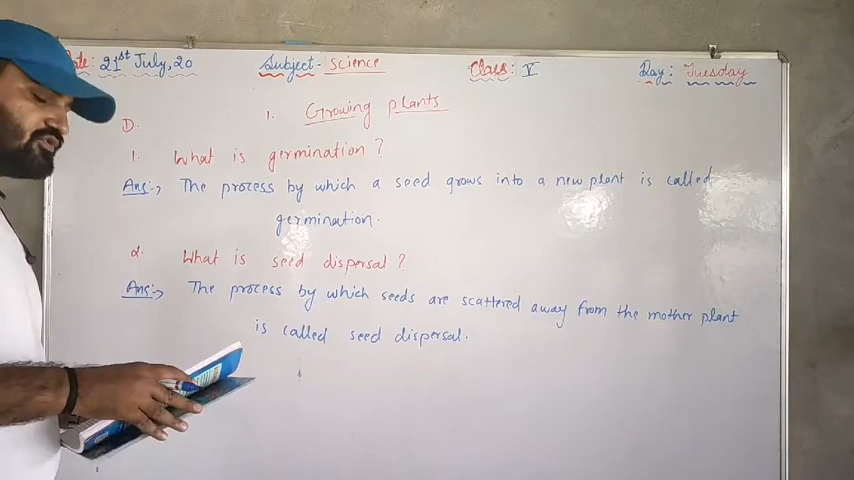 Date: 21st July, 20 Subject:- Science Class: V Day: Tuesday
D. 1. Growing plants
1. What is germination ?
Ans:-> The process by which a seed grows into a new plant is called
germination.
2. What is seed dispersal ?
Ans:-> The process by which seeds are scattered away from the mother plant
is called seed dispersal.